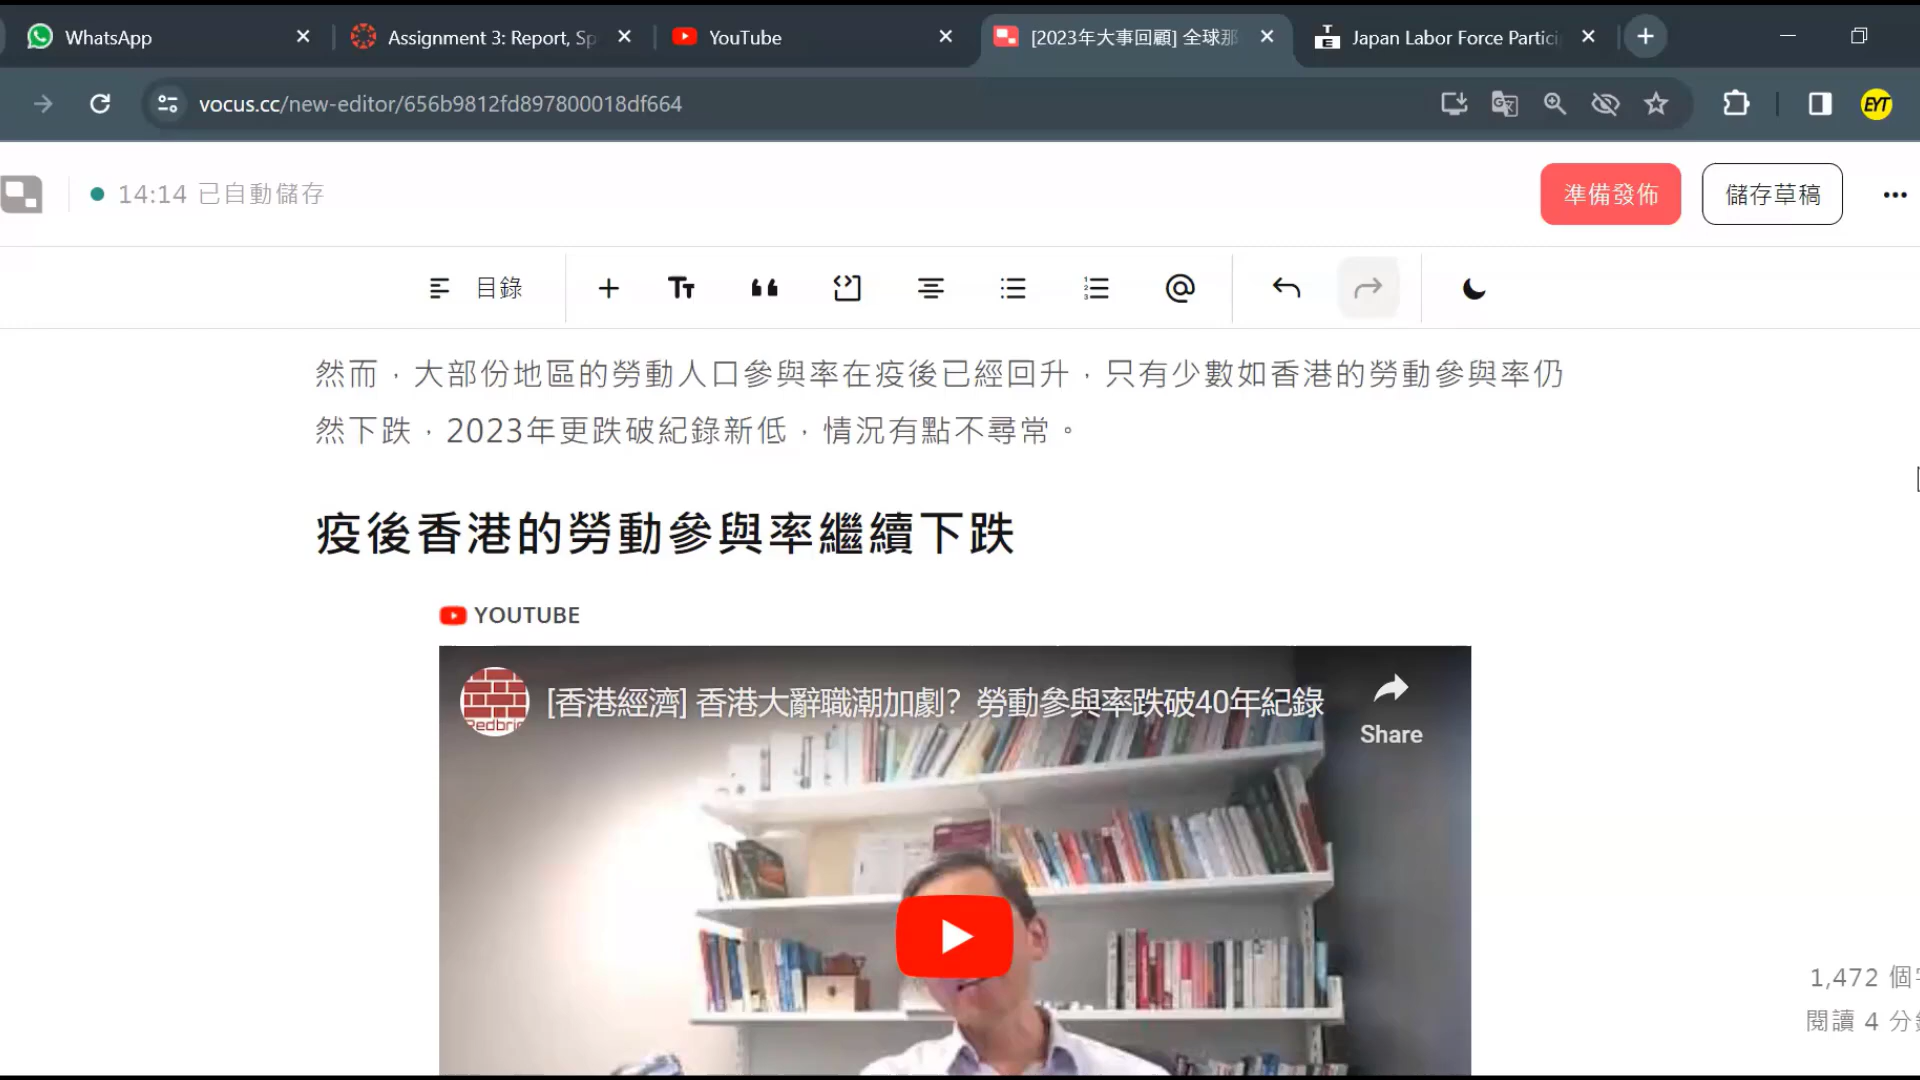 WhatsApp
Assignment 3: Report, Sp
YouTube
[2023年大事回顧] 全球那
Japan Labor Force Partici
vocus.cc/new-editor/656b9812fd897800018df664
EYT
14:14 已自動儲存
準備發佈
儲存草稿
目錄
然而，大部份地區的勞動人口參與率在疫後已經回升，只有少數如香港的勞動參與率仍
然下跌，2023年更跌破紀錄新低，情況有點不尋常。
疫後香港的勞動參與率繼續下跌
YOUTUBE
[香港經濟] 香港大辭職潮加劇？勞動參與率跌破40年紀錄
Redbri
Share
1,472 個字
閱讀 4 分鐘